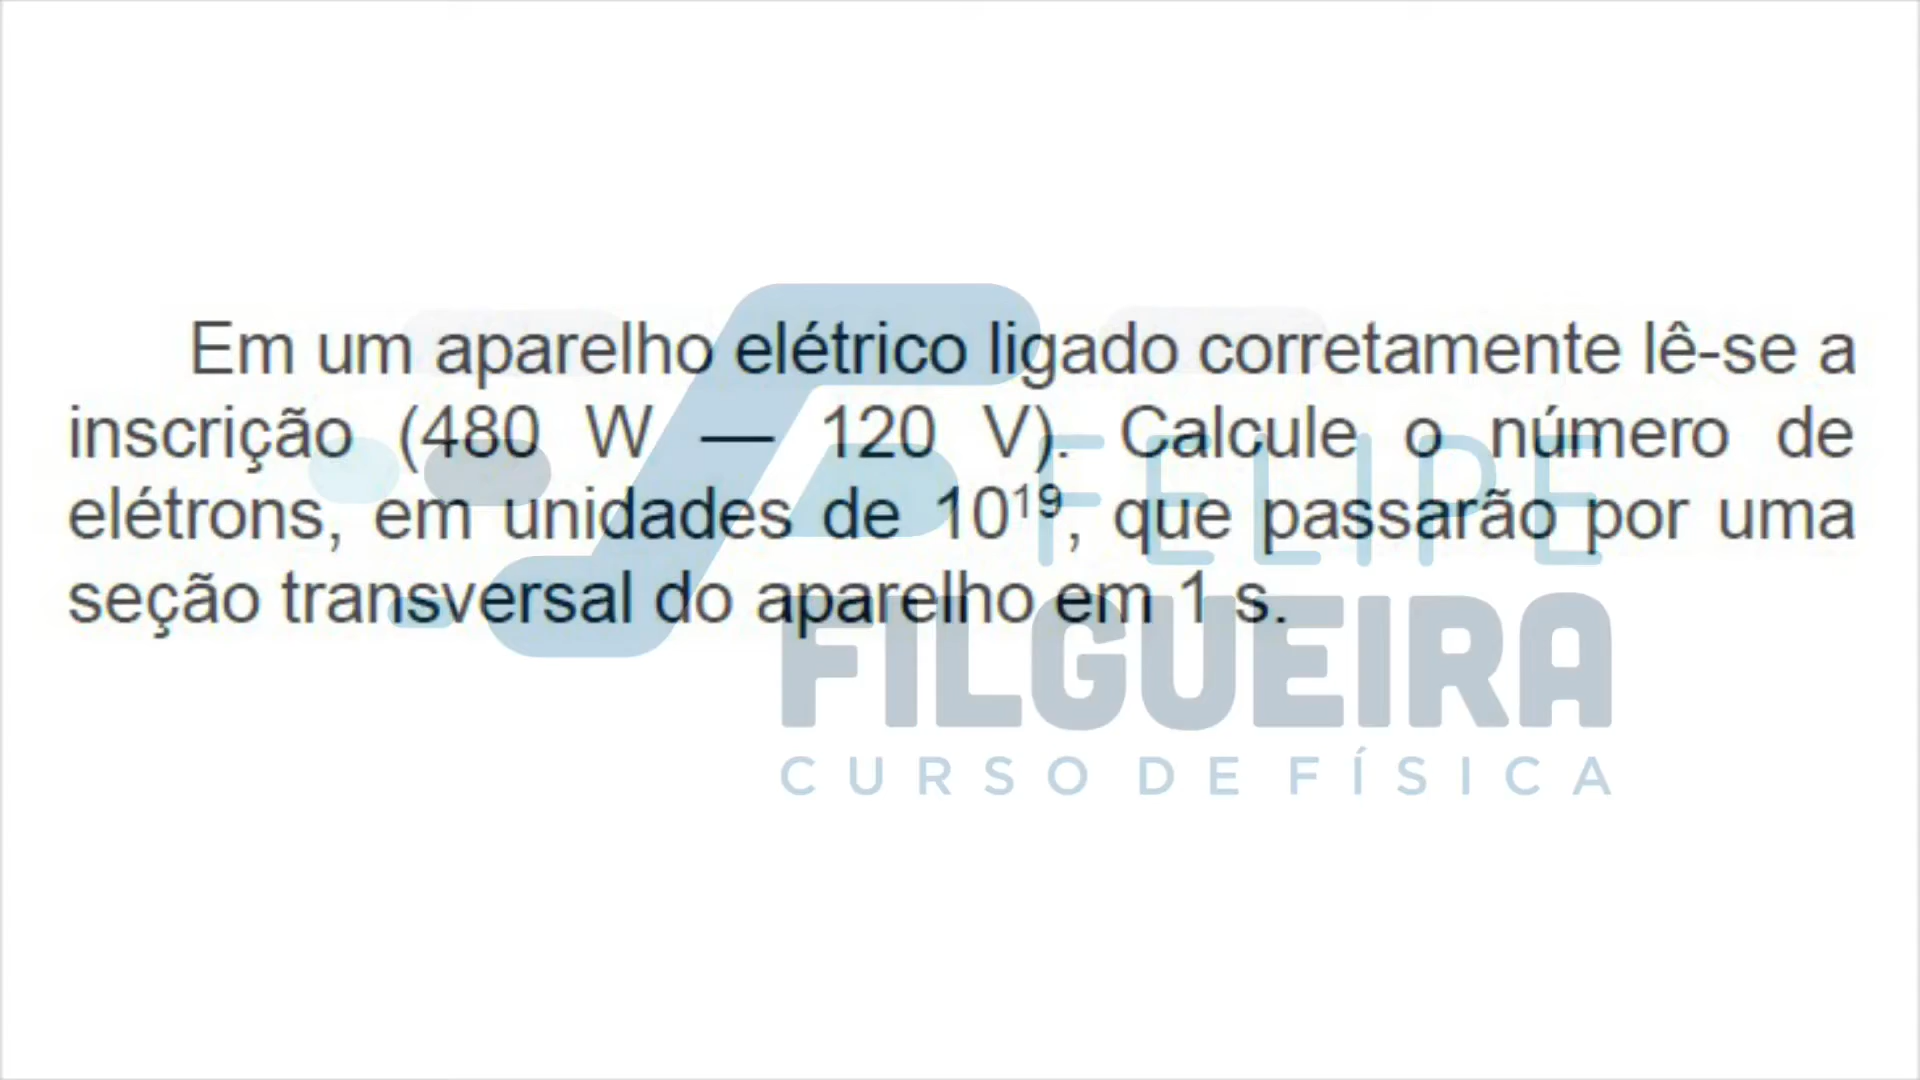 Em um aparelho elétrico ligado corretamente lê-se a
inscrição (480 W — 120 V). Calcule o número de
elétrons, em unidades de 10¹⁹, que passarão por uma
seção transversal do aparelho em 1 s.
FELIPE
FILGUEIRA
CURSO DE FÍSICA